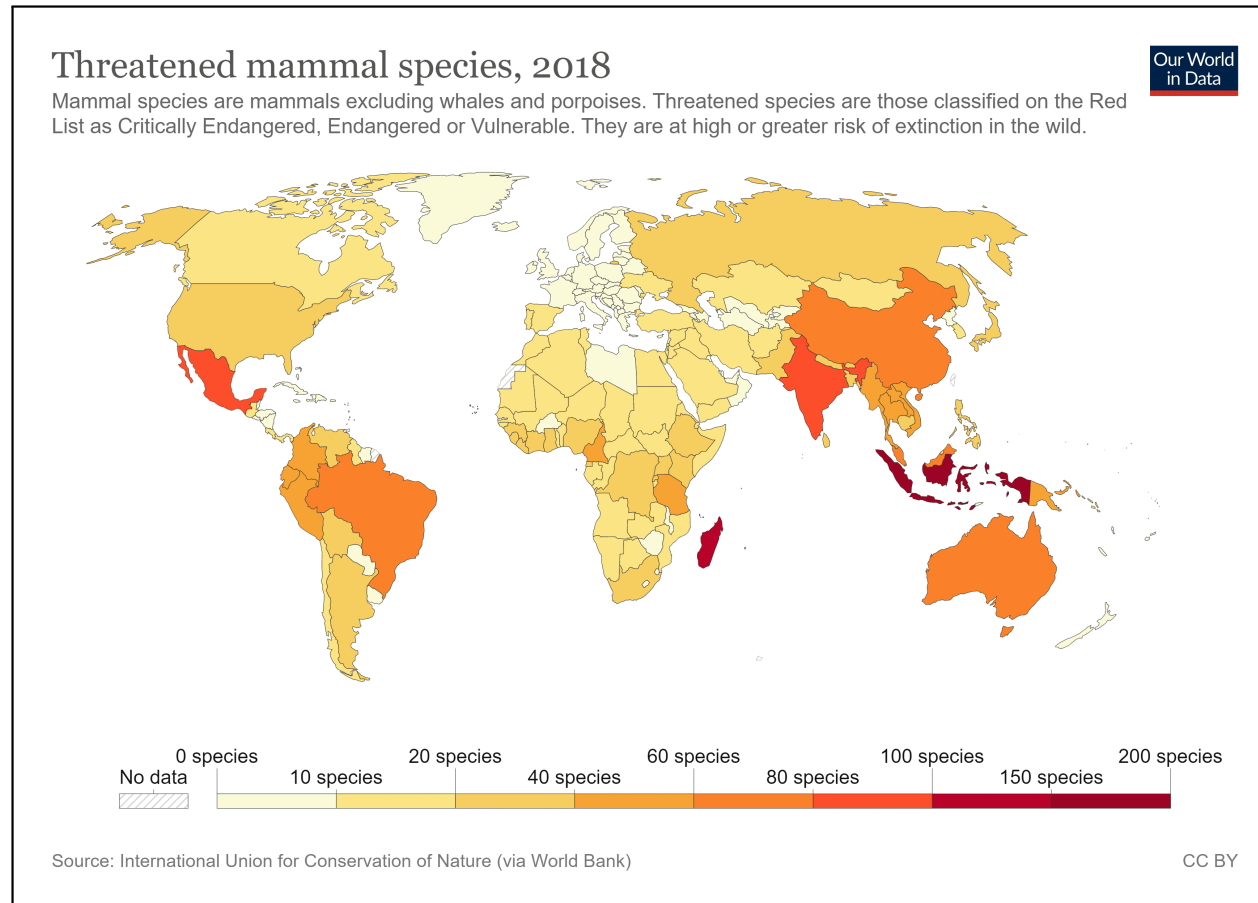 Threatened mammal species, 2018
Our World
in Data
Mammal species are mammals excluding whales and porpoises. Threatened species are those classified on the Red
List as Critically Endangered, Endangered or Vulnerable. They are at high or greater risk of extinction in the wild.
0 species
20 species
60 species
100 species
200 species
No data
10 species
40 species
80 species
150 species
Source: International Union for Conservation of Nature (via World Bank)
CC BY